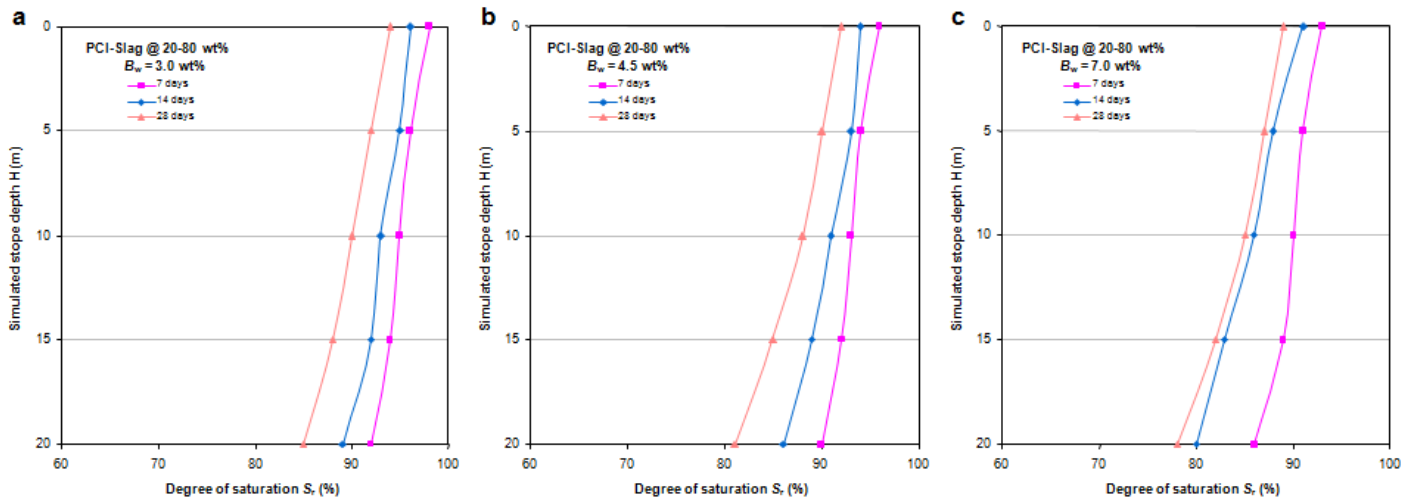 a
PCI-Slag @ 20-80 wt%
Bw = 3.0 wt%
7 days
14 days
28 days
0
5
10
15
20
60
70
80
90
100
Simulated stope depth H (m)
Degree of saturation Sr (%)
b
PCI-Slag @ 20-80 wt%
Bw = 4.5 wt%
7 days
14 days
28 days
0
5
10
15
20
60
70
80
90
100
Simulated stope depth H (m)
Degree of saturation Sr (%)
c
PCI-Slag @ 20-80 wt%
Bw = 7.0 wt%
7 days
14 days
28 days
0
5
10
15
20
60
70
80
90
100
Simulated stope depth H (m)
Degree of saturation Sr (%)